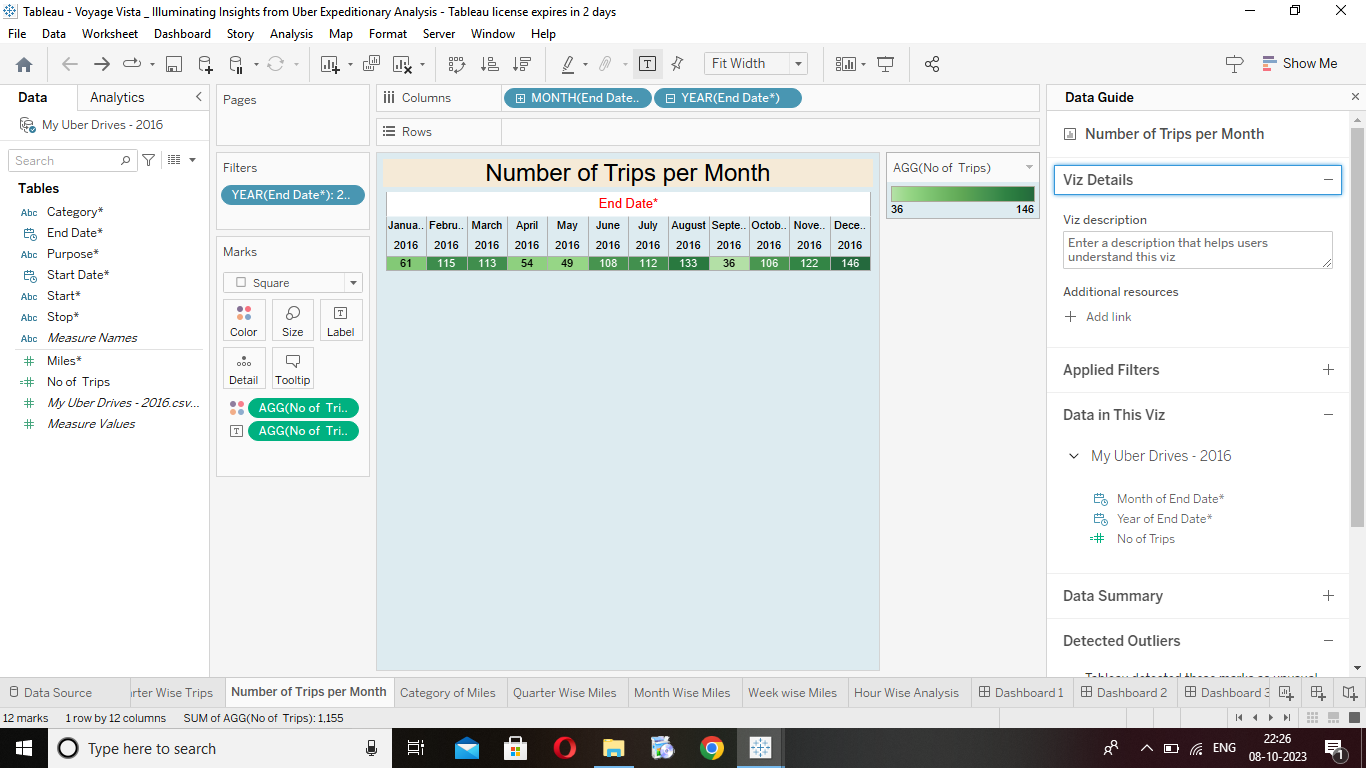 Tableau - Voyage Vista _ Illuminating Insights from Uber Expeditionary Analysis - Tableau license expires in 2 days
File Data Worksheet Dashboard Story Analysis Map Format Server Window Help
Fit Width
Show Me
Data Analytics
My Uber Drives - 2016
Search
Tables
Abc Category*
End Date*
Abc Purpose*
Start Date*
Abc Start*
Abc Stop*
Abc Measure Names
Miles*
No of Trips
My Uber Drives - 2016.csv...
Measure Values
Pages
Filters
YEAR(End Date*): 2..
Marks
Square
Color Size Label
Detail Tooltip
AGG(No of Tri..
AGG(No of Tri..
Columns MONTH(End Date.. YEAR(End Date*)
Rows
Number of Trips per Month
End Date*
Janua.. Febru.. March April May June July August Septe.. Octob.. Nove.. Dece..
2016 2016 2016 2016 2016 2016 2016 2016 2016 2016 2016 2016
61 115 113 54 49 108 112 133 36 106 122 146
AGG(No of Trips)
36 146
Data Guide
Number of Trips per Month
Viz Details
Viz description
Enter a description that helps users
understand this viz
Additional resources
Add link
Applied Filters
Data in This Viz
My Uber Drives - 2016
Month of End Date*
Year of End Date*
No of Trips
Data Summary
Detected Outliers
Tableau detected these marks as unusual
Data Source rter Wise Trips Number of Trips per Month Category of Miles Quarter Wise Miles Month Wise Miles Week wise Miles Hour Wise Analysis Dashboard 1 Dashboard 2 Dashboard 3
12 marks 1 row by 12 columns SUM of AGG(No of Trips): 1,155
Type here to search
ENG
22:26
08-10-2023
1